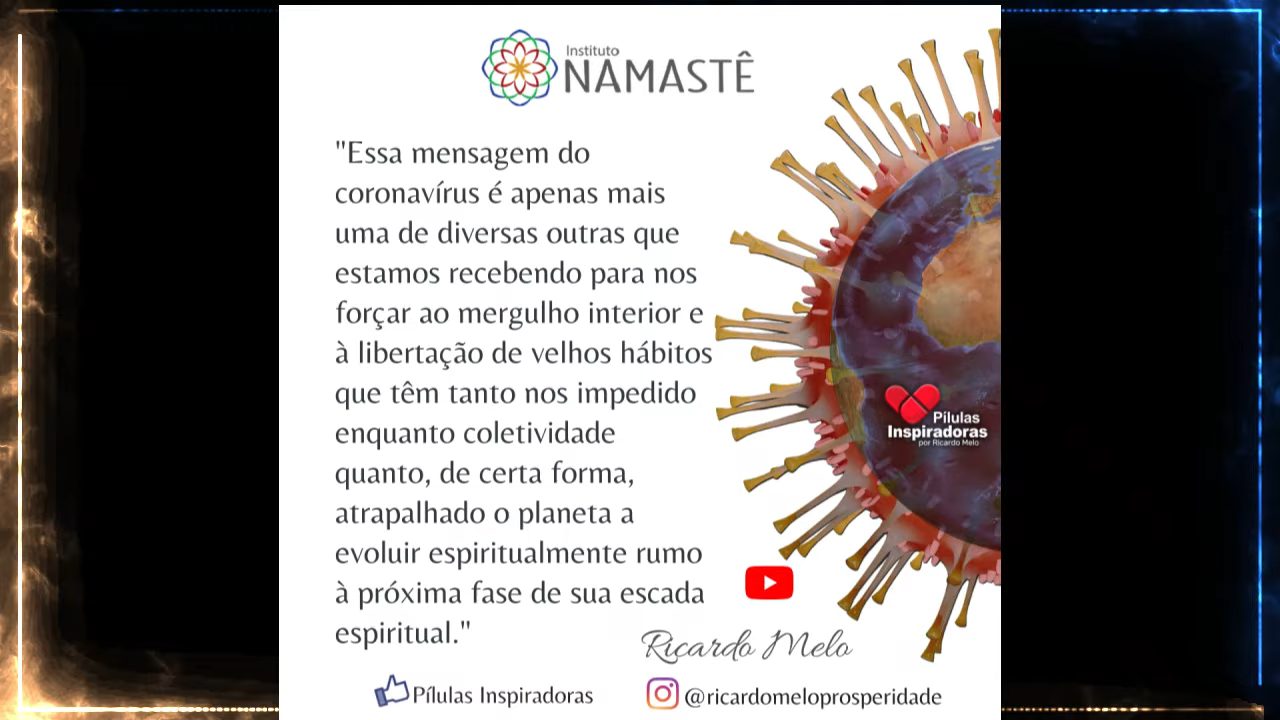 Instituto
NAMASTÊ
"Essa mensagem do
coronavírus é apenas mais
uma de diversas outras que
estamos recebendo para nos
forçar ao mergulho interior e
à libertação de velhos hábitos
que têm tanto nos impedido
enquanto coletividade
quanto, de certa forma,
atrapalhado o planeta a
evoluir espiritualmente rumo
à próxima fase de sua escada
espiritual."
Pílulas
Inspiradoras
por Ricardo Melo
Ricardo Melo
Pílulas Inspiradoras
@ricardomeloprosperidade